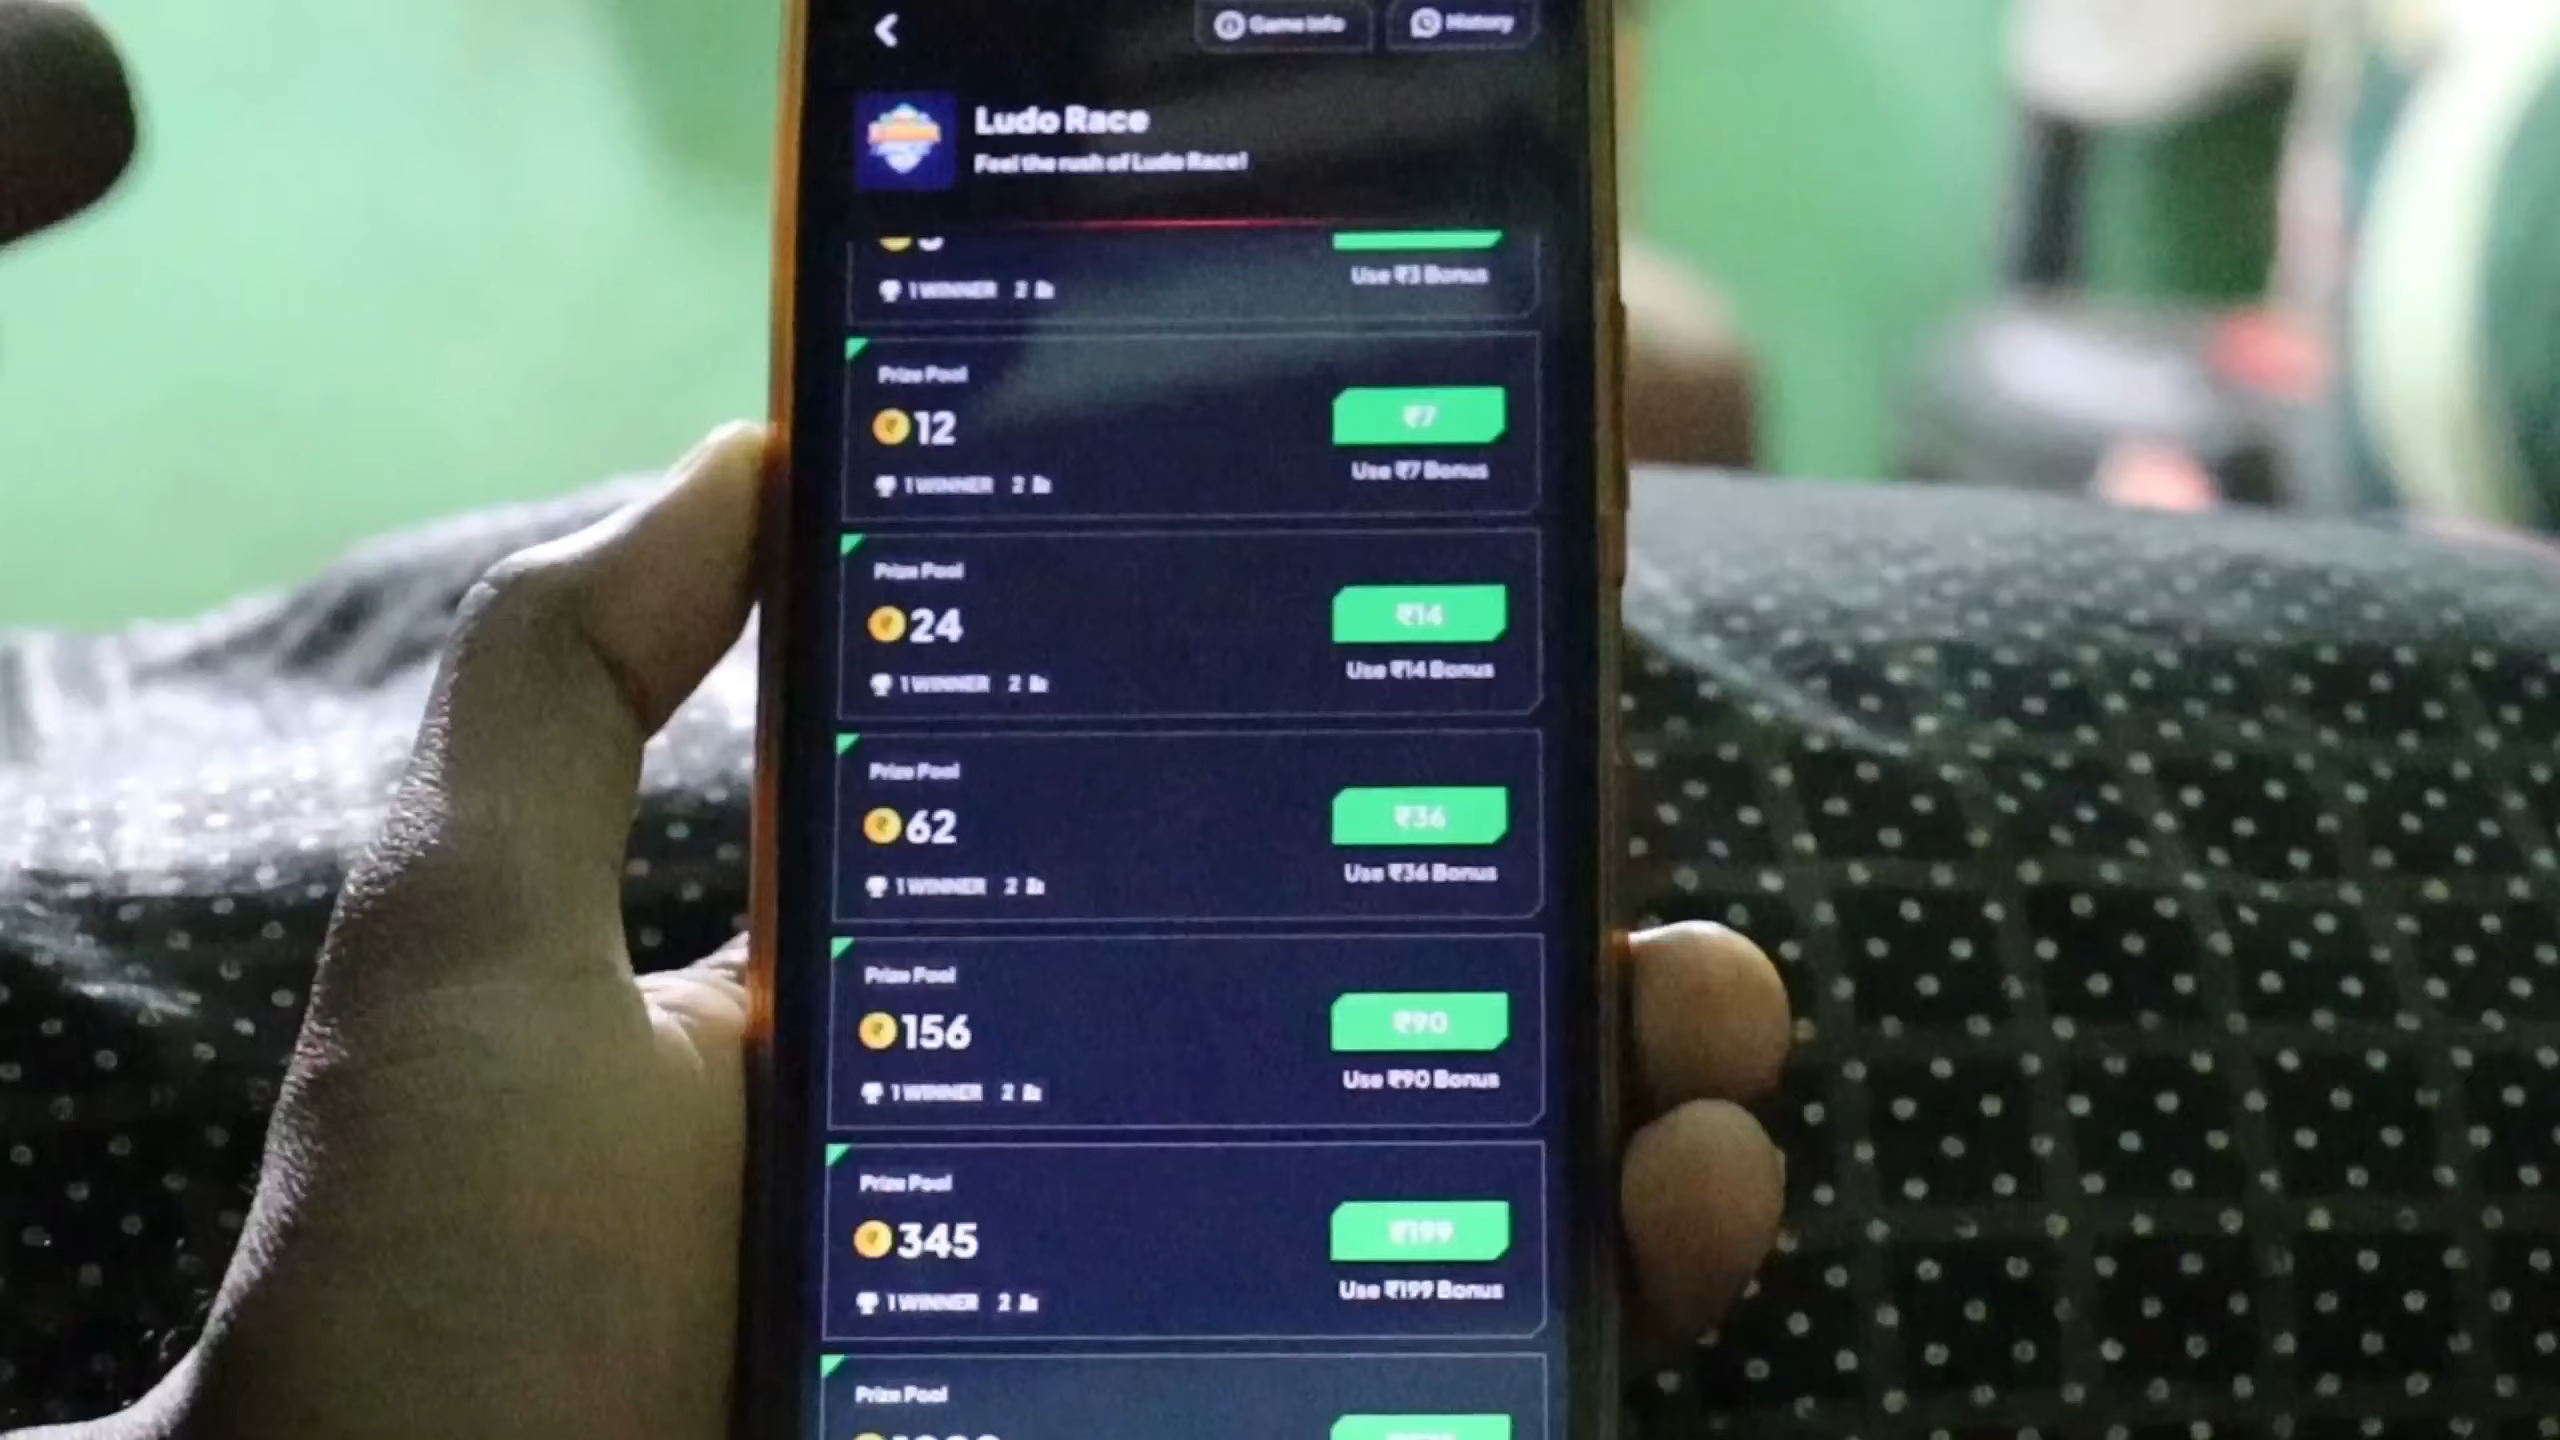 Game Info
History
Ludo Race
Feel the rush of Ludo Race!
Use ₹3 Bonus
1 WINNER 2
Prize Pool
12
₹7
Use ₹7 Bonus
1 WINNER 2
Prize Pool
24
₹14
Use ₹14 Bonus
1 WINNER 2
Prize Pool
62
₹36
Use ₹36 Bonus
1 WINNER 2
Prize Pool
156
₹90
Use ₹90 Bonus
1 WINNER 2
Prize Pool
345
₹199
Use ₹199 Bonus
1 WINNER 2
Prize Pool